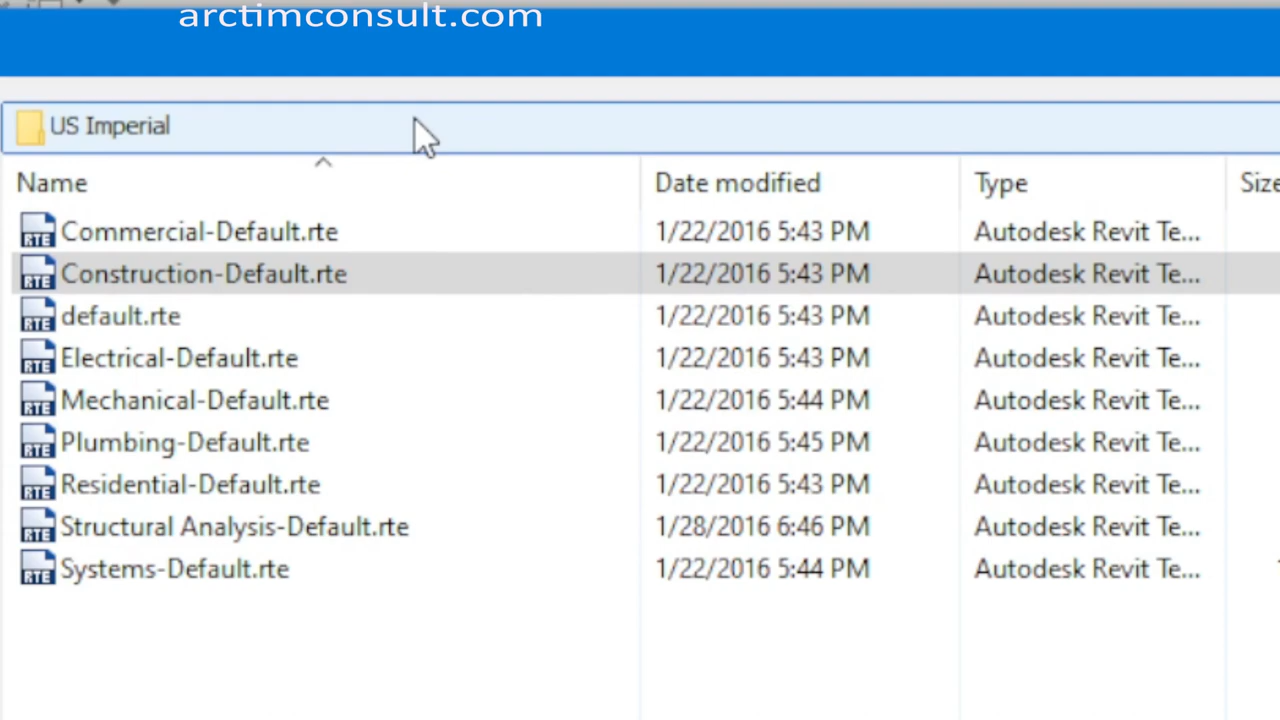 arctimconsult.com
US Imperial
Name Date modified Type Size
Commercial-Default.rte 1/22/2016 5:43 PM Autodesk Revit Te...
Construction-Default.rte 1/22/2016 5:43 PM Autodesk Revit Te...
default.rte 1/22/2016 5:43 PM Autodesk Revit Te...
Electrical-Default.rte 1/22/2016 5:43 PM Autodesk Revit Te...
Mechanical-Default.rte 1/22/2016 5:44 PM Autodesk Revit Te...
Plumbing-Default.rte 1/22/2016 5:45 PM Autodesk Revit Te...
Residential-Default.rte 1/22/2016 5:43 PM Autodesk Revit Te...
Structural Analysis-Default.rte 1/28/2016 6:46 PM Autodesk Revit Te...
Systems-Default.rte 1/22/2016 5:44 PM Autodesk Revit Te...